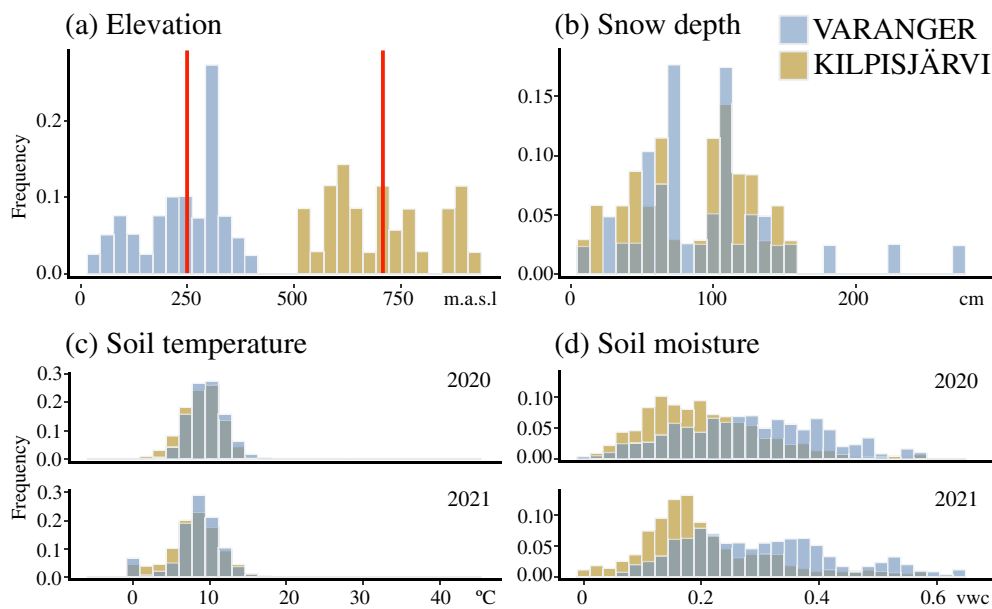 (a) Elevation
(b) Snow depth
VARANGER
KILPISJÄRVI
Frequency
0.2
0.1
0.0
0 250 500 750 m.a.s.l
0.15
0.10
0.05
0.00
0 100 200 cm
(c) Soil temperature
(d) Soil moisture
Frequency
0.3
0.2
0.1
0.0
2020
0.3
0.2
0.1
0.0
2021
0 10 20 30 40 ºC
0.10
0.05
0.00
2020
0.10
0.05
0.00
2021
0 0.2 0.4 0.6 vwc